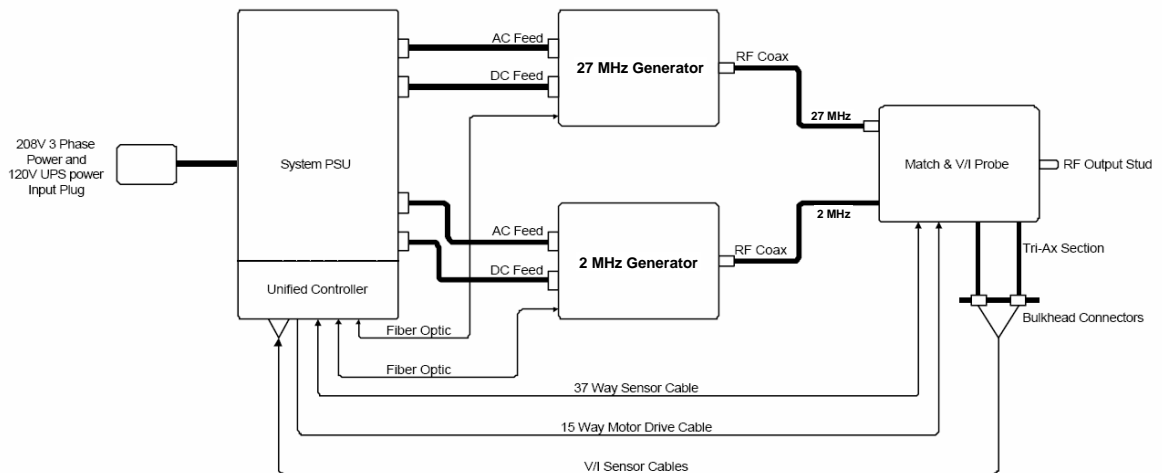 208V 3 Phase
Power and
120V UPS power
Input Plug
System PSU
Unified Controller
AC Feed
DC Feed
27 MHz Generator
RF Coax
27 MHz
Match & V/I Probe
RF Output Stud
2 MHz
AC Feed
DC Feed
2 MHz Generator
RF Coax
Tri-Ax Section
Bulkhead Connectors
Fiber Optic
Fiber Optic
37 Way Sensor Cable
15 Way Motor Drive Cable
V/I Sensor Cables